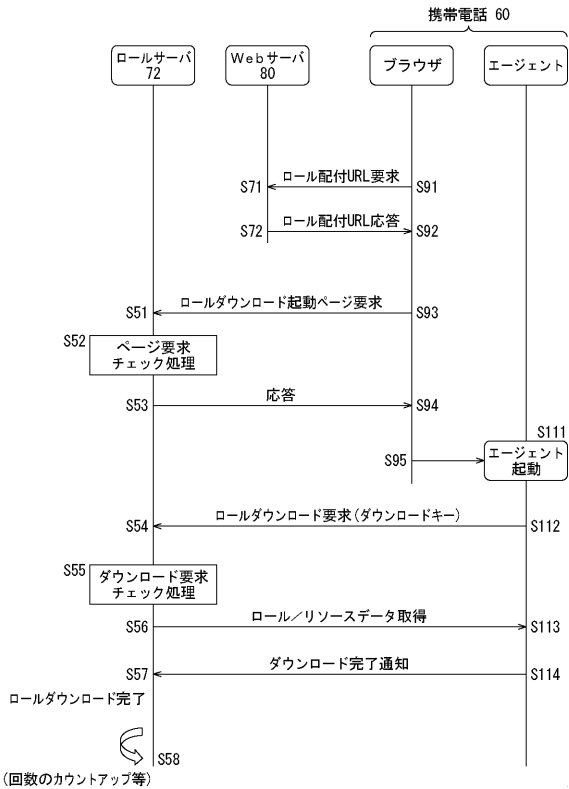 携帯電話 60
ロールサーバ
72
Ｗｅｂサーバ
80
ブラウザ
エージェント
S71
ロール配付URL要求
S91
S72
ロール配付URL応答
S92
S51
ロールダウンロード起動ページ要求
S93
S52
ページ要求
チェック処理
S53
応答
S94
S111
S95
エージェント
起動
S54
ロールダウンロード要求(ダウンロードキー)
S112
S55
ダウンロード要求
チェック処理
S56
ロール／リソースデータ取得
S113
S57
ダウンロード完了通知
S114
ロールダウンロード完了
S58
(回数のカウントアップ等)